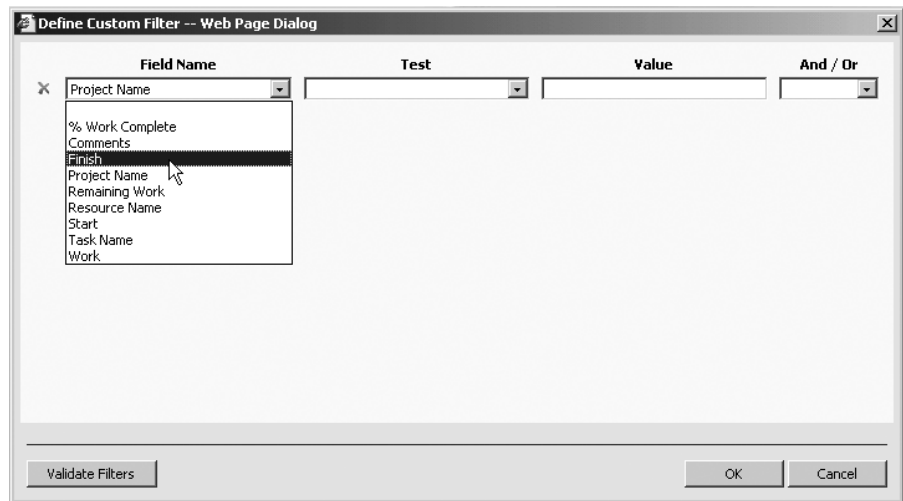 Define Custom Filter -- Web Page Dialog
Field Name Test Value And / Or
Project Name
% Work Complete
Comments
Finish
Project Name
Remaining Work
Resource Name
Start
Task Name
Work
Validate Filters OK Cancel